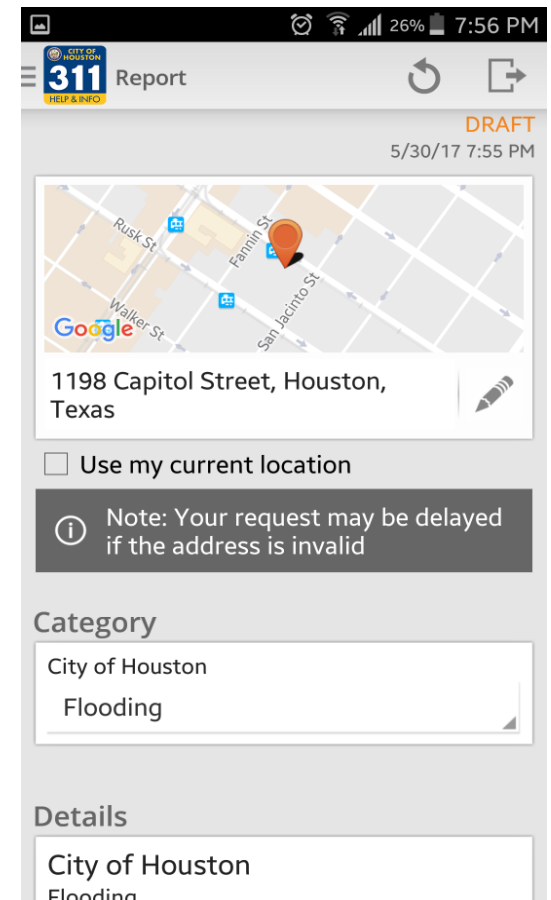 26% 7:56 PM
CITY OF
HOUSTON
311
HELP & INFO
Report
DRAFT
5/30/17 7:55 PM
Rusk St
Fannin St
Walker St
San Jacinto St
Google
1198 Capitol Street, Houston,
Texas
Use my current location
Note: Your request may be delayed
if the address is invalid
Category
City of Houston
Flooding
Details
City of Houston
Flooding